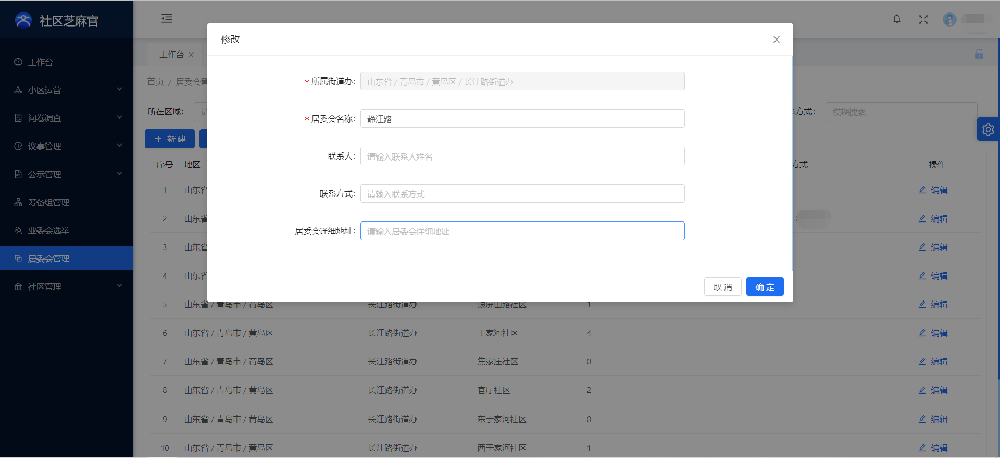 社区芝麻官
工作台
小区运营
问卷调查
议事管理
公示管理
筹备组管理
业委会选举
居委会管理
社区管理
工作台
首页 / 居委会管
所在区域: 请
系方式: 模糊搜索
+ 新 建
序号 地区 方式 操作
1 山东省 编辑
2 山东省 编辑
3 山东省 编辑
4 山东省 编辑
5 山东省 / 青岛市 / 黄岛区 长江路街道办 银屏山路社区 1 编辑
6 山东省 / 青岛市 / 黄岛区 长江路街道办 丁家河社区 4 编辑
7 山东省 / 青岛市 / 黄岛区 长江路街道办 焦家庄社区 0 编辑
8 山东省 / 青岛市 / 黄岛区 长江路街道办 官厅社区 2 编辑
9 山东省 / 青岛市 / 黄岛区 长江路街道办 东于家河社区 0 编辑
10 山东省 / 青岛市 / 黄岛区 长江路街道办 西于家河社区 1 编辑
修改
* 所属街道办: 山东省 / 青岛市 / 黄岛区 / 长江路街道办
* 居委会名称: 静江路
联系人: 请输入联系人姓名
联系方式: 请输入联系方式
居委会详细地址: 请输入居委会详细地址
取 消
确 定